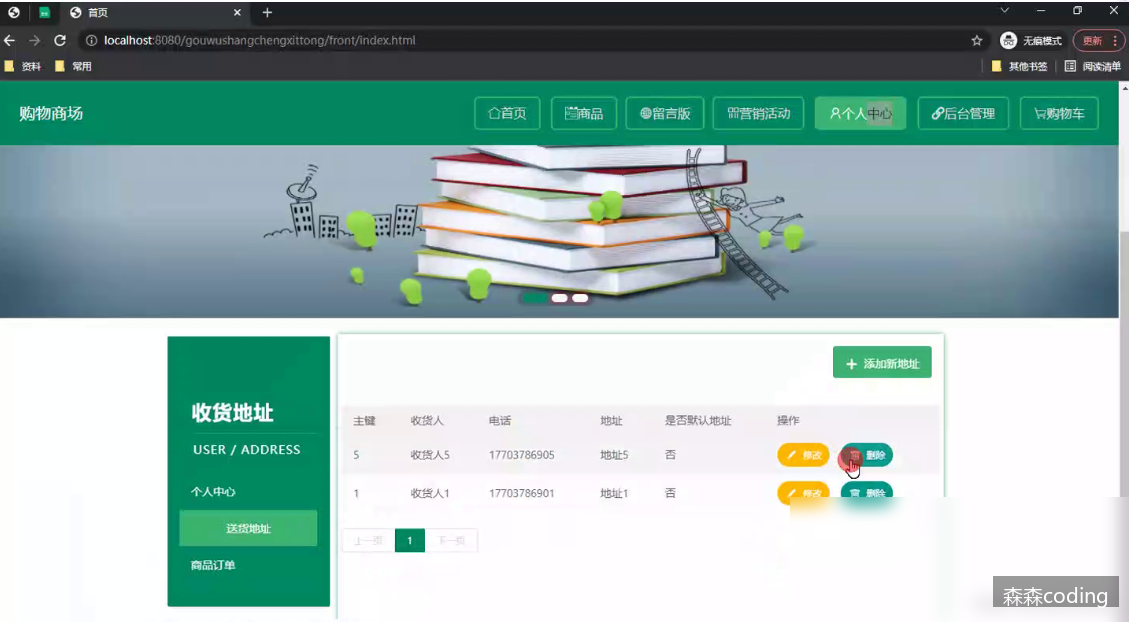 首页
localhost:8080/gouwushangchengxittong/front/index.html
无痕模式
更新
资料
常用
其他书签
阅读清单
购物商场
首页
商品
留言版
营销活动
个人中心
后台管理
购物车
收货地址
USER / ADDRESS
个人中心
送货地址
商品订单
添加新地址
主键 收货人 电话 地址 是否默认地址 操作
5 收货人5 17703786905 地址5 否 修改 删除
1 收货人1 17703786901 地址1 否 修改 删除
上一页 1 下一页
森森coding